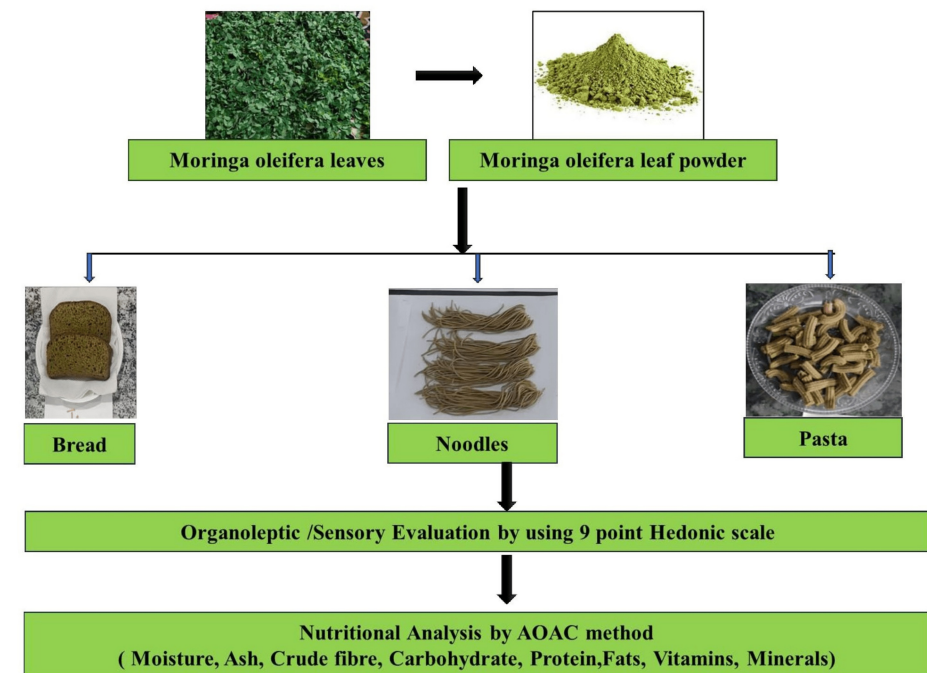 Moringa oleifera leaves
Moringa oleifera leaf powder
Bread
Noodles
Pasta
Organoleptic /Sensory Evaluation by using 9 point Hedonic scale
Nutritional Analysis by AOAC method
( Moisture, Ash, Crude fibre, Carbohydrate, Protein,Fats, Vitamins, Minerals)